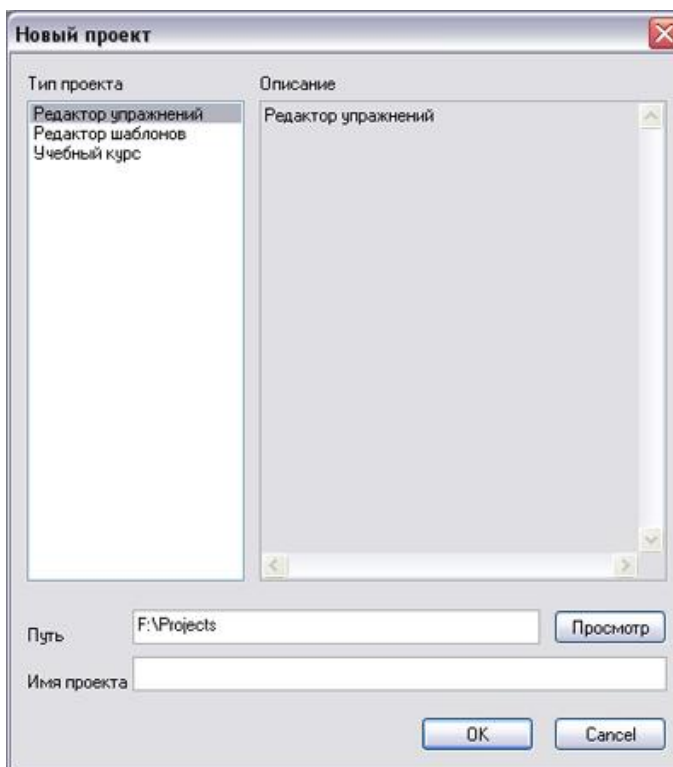 Новый проект
Тип проекта
Описание
Редактор упражнений
Редактор шаблонов
Учебный курс
Редактор упражнений
Путь
F:\Projects
Просмотр
Имя проекта
OK
Cancel